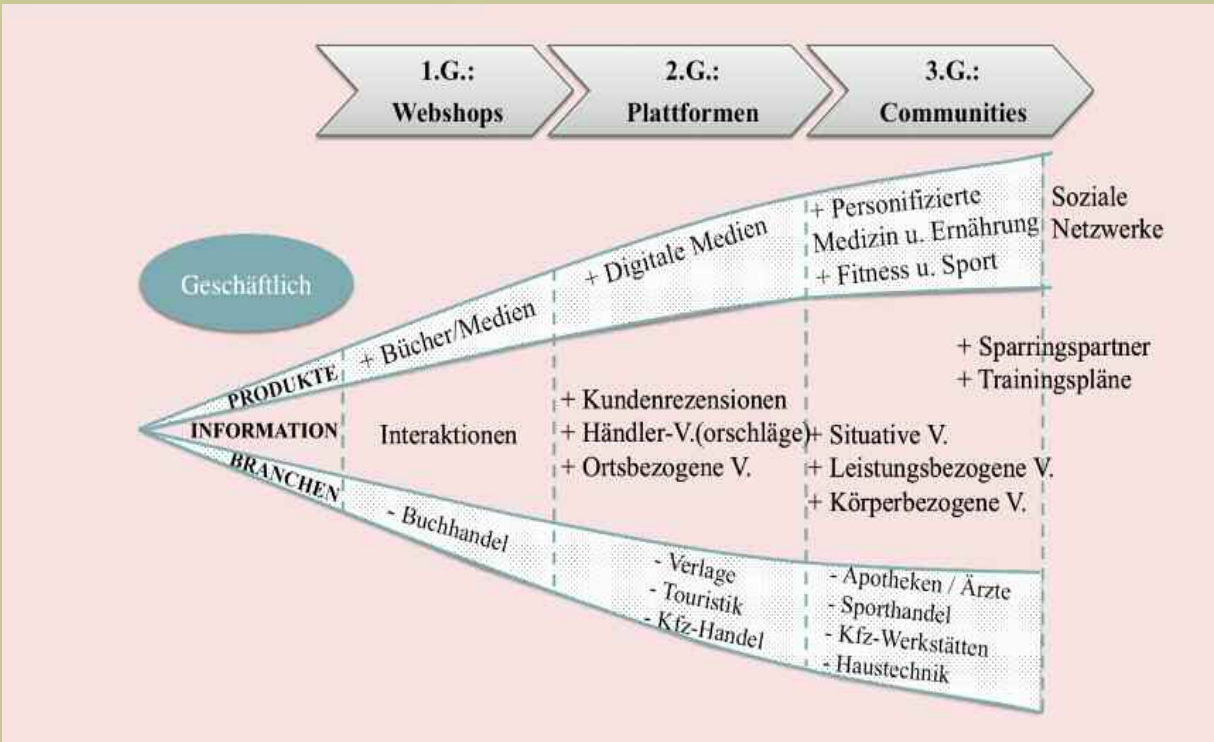 1.G.:
Webshops
2.G.:
Plattformen
3.G.:
Communities
Geschäftlich
PRODUKTE
+ Bücher/Medien
+ Digitale Medien
+ Personifizierte
Medizin u. Ernährung
+ Fitness u. Sport
Soziale
Netzwerke
+ Sparringspartner
+ Trainingspläne
INFORMATION
Interaktionen
+ Kundenrezensionen
+ Händler-V.(orschläge)
+ Ortsbezogene V.
+ Situative V.
+ Leistungsbezogene V.
+ Körperbezogene V.
BRANCHEN
- Buchhandel
- Verlage
- Touristik
- Kfz-Handel
- Apotheken / Ärzte
- Sporthandel
- Kfz-Werkstätten
- Haustechnik